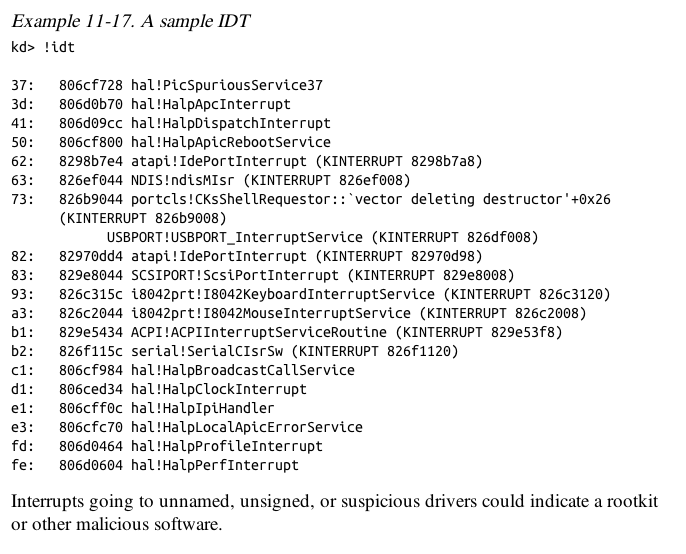 Example 11-17. A sample IDT
kd> !idt
37: 806cf728 hal!PicSpuriousService37
3d: 806d0b70 hal!HalpApcInterrupt
41: 806d09cc hal!HalpDispatchInterrupt
50: 806cf800 hal!HalpApicRebootService
62: 8298b7e4 atapi!IdePortInterrupt (KINTERRUPT 8298b7a8)
63: 826ef044 NDIS!ndisMIsr (KINTERRUPT 826ef008)
73: 826b9044 portcls!CKsShellRequestor::`vector deleting destructor'+0x26
(KINTERRUPT 826b9008)
USBPORT!USBPORT_InterruptService (KINTERRUPT 826df008)
82: 82970dd4 atapi!IdePortInterrupt (KINTERRUPT 82970d98)
83: 829e8044 SCSIPORT!ScsiPortInterrupt (KINTERRUPT 829e8008)
93: 826c315c i8042prt!I8042KeyboardInterruptService (KINTERRUPT 826c3120)
a3: 826c2044 i8042prt!I8042MouseInterruptService (KINTERRUPT 826c2008)
b1: 829e5434 ACPI!ACPIInterruptServiceRoutine (KINTERRUPT 829e53f8)
b2: 826f115c serial!SerialCIsrSw (KINTERRUPT 826f1120)
c1: 806cf984 hal!HalpBroadcastCallService
d1: 806ced34 hal!HalpClockInterrupt
e1: 806cff0c hal!HalpIpiHandler
e3: 806cfc70 hal!HalpLocalApicErrorService
fd: 806d0464 hal!HalpProfileInterrupt
fe: 806d0604 hal!HalpPerfInterrupt
Interrupts going to unnamed, unsigned, or suspicious drivers could indicate a rootkit
or other malicious software.